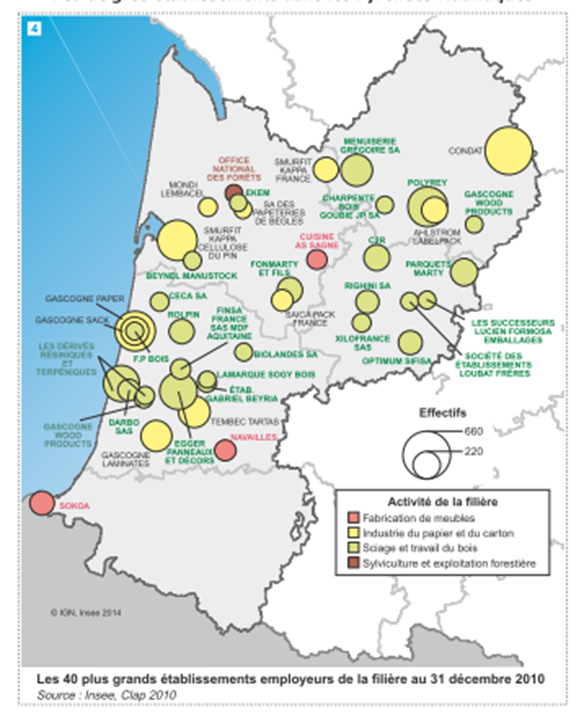 4
MENUISERIE
GRÉGOIRE SA
SMURFIT
KAPPA
FRANCE
CONDAT
OFFICE
NATIONAL
DES FORÊTS
MONDI
LEMBACEL
EKEM
SA DES
PAPETERIES
DE BÈGLES
CHARPENTE
BOIS
GOUBIE JP SA
POLYREY
GASCOGNE
WOOD
PRODUCTS
AHLSTROM
LABELPACK
SMURFIT
KAPPA
CELLULOSE
DU PIN
CUISINE
AS SAGNE
C2R
BEYNEL MANUSTOCK
FONMARTY
ET FILS
PARQUETS
MARTY
GASCOGNE PAPER
CECA SA
RIGHINI SA
GASCOGNE SACK
ROLPIN
FINSA
FRANCE
SAS MDF
AQUITAINE
SAICA PACK
FRANCE
LES SUCCESSEURS
LUCIEN FORMOSA
EMBALLAGES
LES DÉRIVÉS
RÉSINIQUES
ET
TERPÉNIQUES
F.P BOIS
BIOLANDES SA
XILOFRANCE
SAS
OPTIMUM SIFISA
SOCIÉTÉ DES
ÉTABLISSEMENTS
LOUBAT FRÈRES
LAMARQUE SOGY BOIS
ÉTAB.
GABRIEL BEYRIA
GASCOGNE
WOOD
PRODUCTS
DARBO
SAS
TEMBEC TARTAS
GASCOGNE
LAMINATES
EGGER
PANNEAUX
ET DÉCORS
NAVAILLES
SOKOA
Effectifs
660
220
Activité de la filière
Fabrication de meubles
Industrie du papier et du carton
Sciage et travail du bois
Sylviculture et exploitation forestière
© IGN, Insee 2014
Les 40 plus grands établissements employeurs de la filière au 31 décembre 2010
Source : Insee, Clap 2010